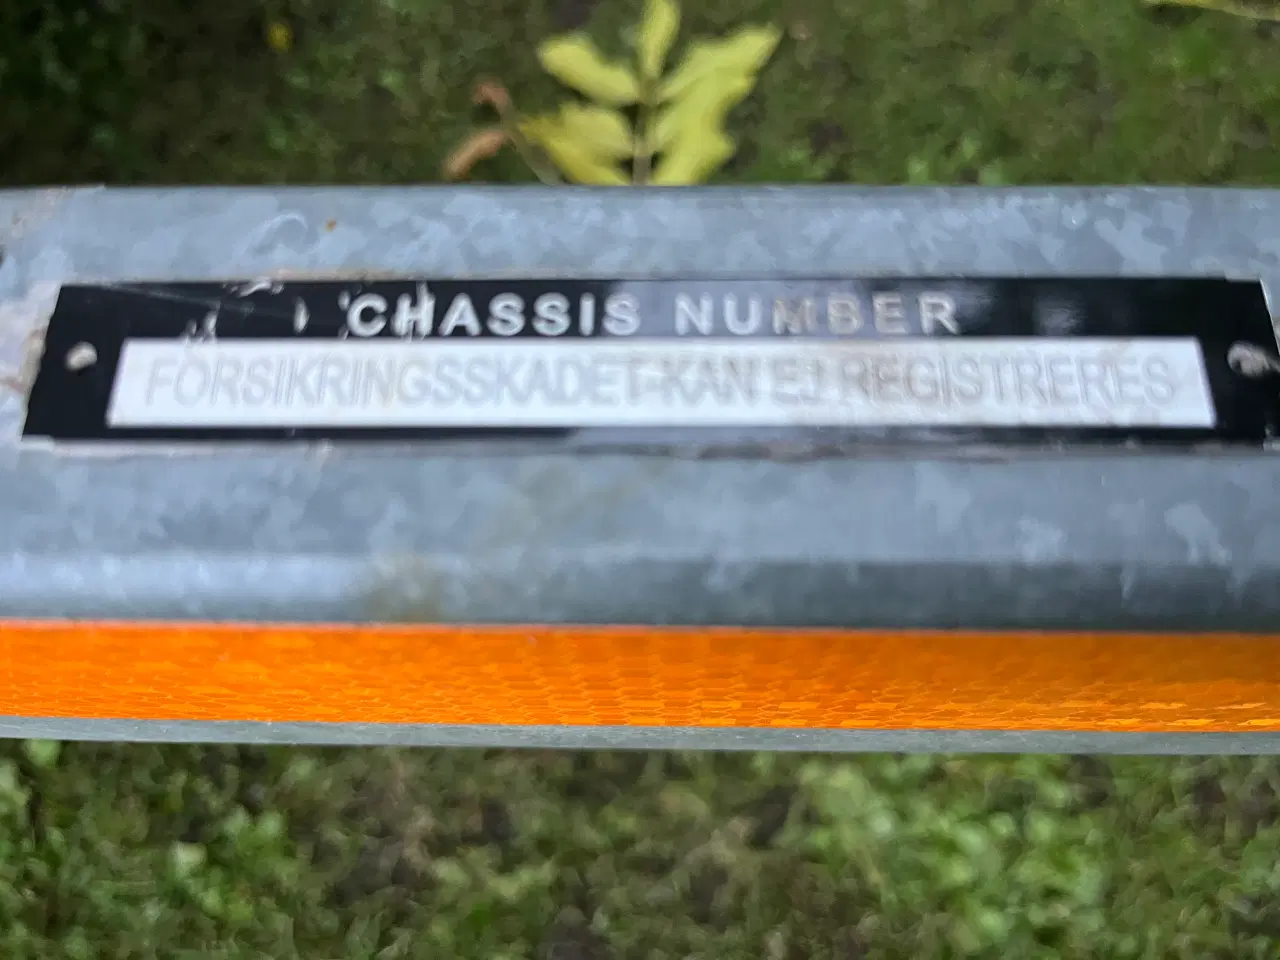 CHASSIS NUMBER
FORSIKRINGSSKADET-KAN EJ REGISTRERES